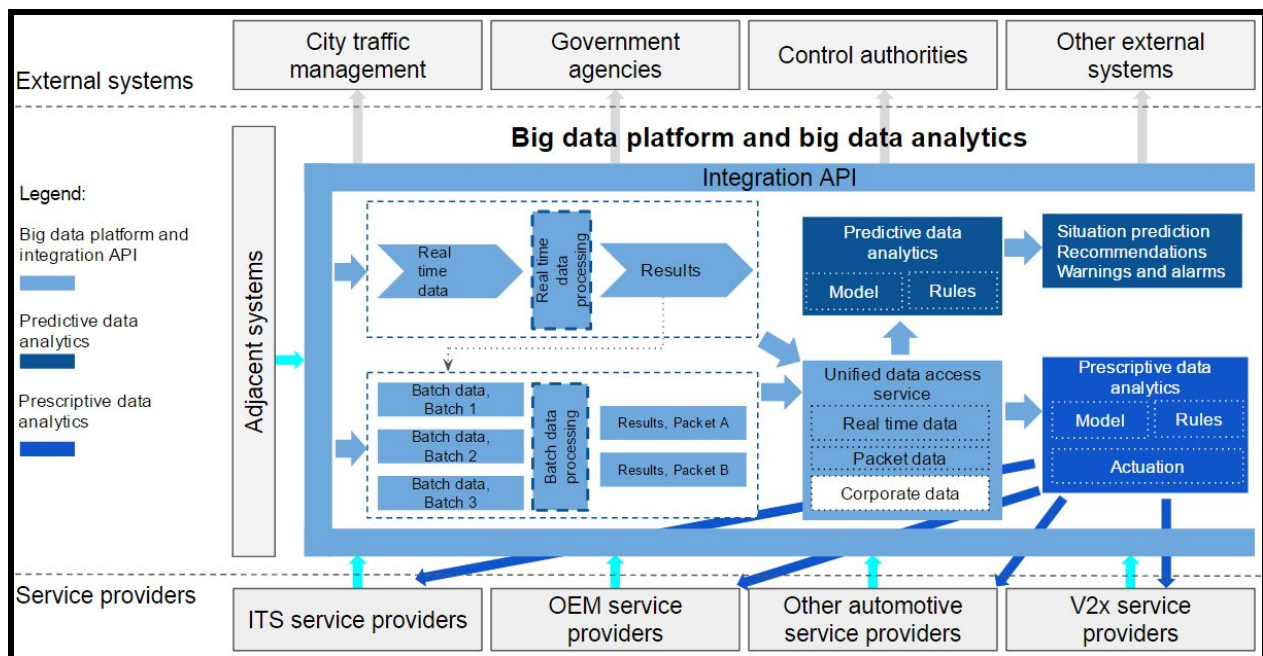 City traffic
management
Government
agencies
Control authorities
Other external
systems
External systems
Big data platform and big data analytics
Integration API
Legend:
Big data platform and
integration API
Predictive data
analytics
Prescriptive data
analytics
Adjacent systems
Real
time
data
Real time
data
processing
Results
Predictive data
analytics
Model
Rules
Situation prediction
Recommendations
Warnings and alarms
Batch data,
Batch 1
Batch data,
Batch 2
Batch data,
Batch 3
Batch data
processing
Results, Packet A
Results, Packet B
Unified data access
service
Real time data
Packet data
Corporate data
Prescriptive data
analytics
Model
Rules
Actuation
Service providers
ITS service providers
OEM service
providers
Other automotive
service providers
V2x service
providers